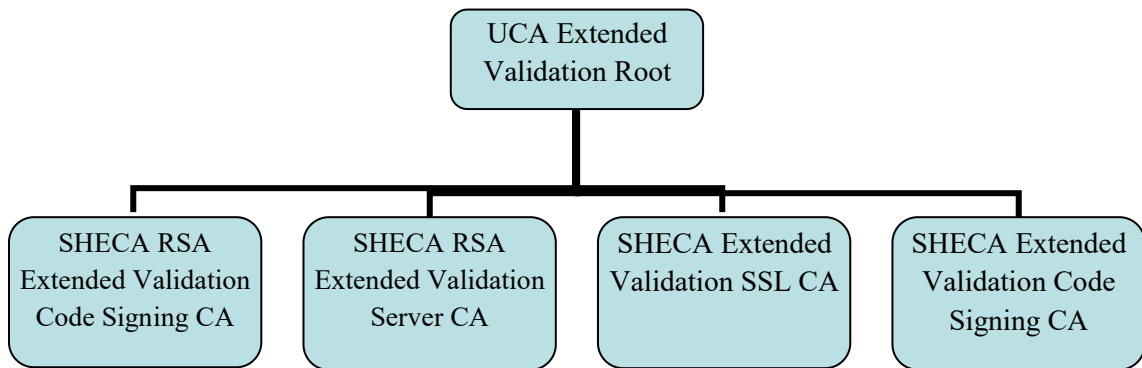 UCA Extended
Validation Root
SHECA RSA
Extended Validation
Code Signing CA
SHECA RSA
Extended Validation
Server CA
SHECA Extended
Validation SSL CA
SHECA Extended
Validation Code
Signing CA